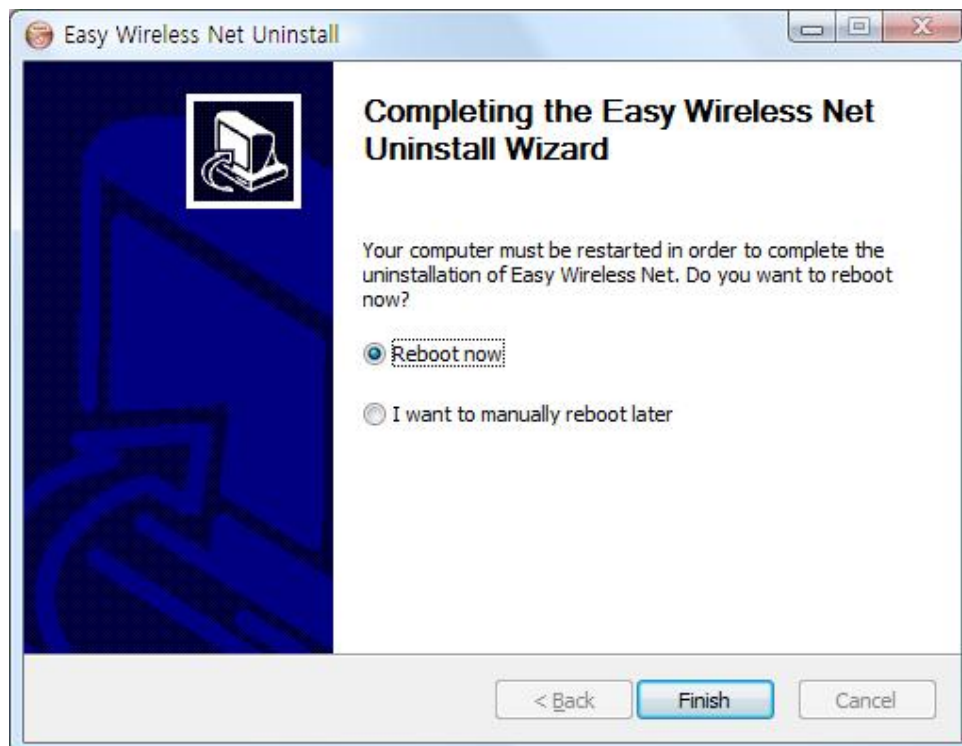 Easy Wireless Net Uninstall
Completing the Easy Wireless Net
Uninstall Wizard
Your computer must be restarted in order to complete the
uninstallation of Easy Wireless Net. Do you want to reboot
now?
Reboot now
I want to manually reboot later
< Back
Finish
Cancel